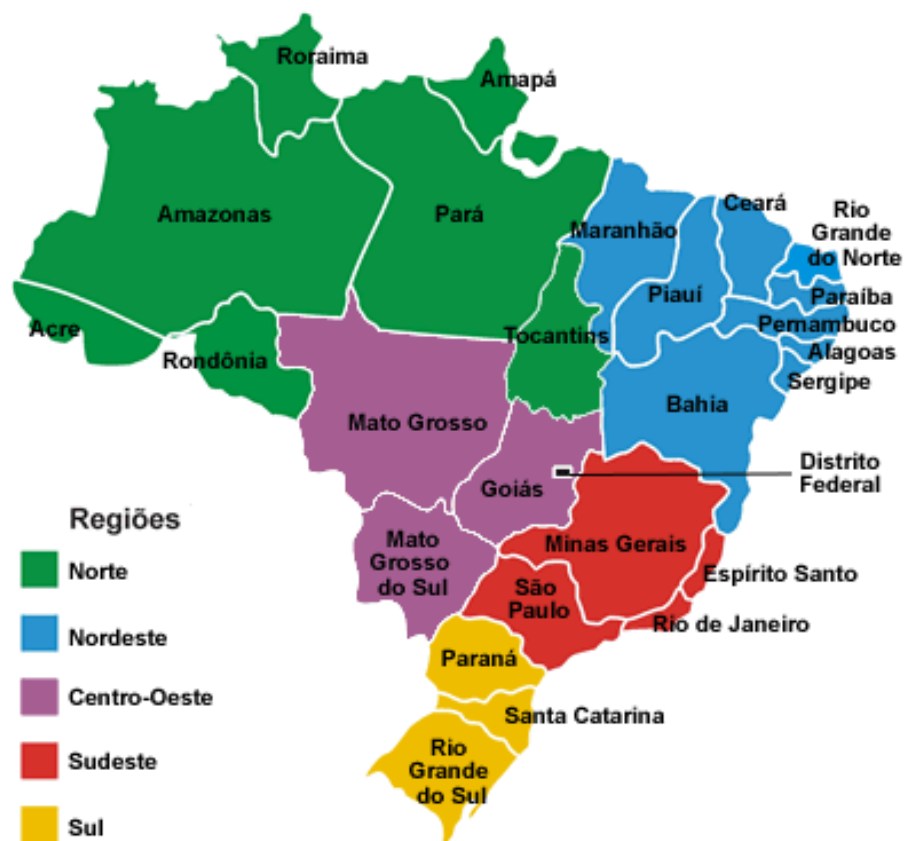 Roraima
Amapá
Amazonas
Pará
Maranhão
Ceará
Rio
Grande
do Norte
Piauí
Paraíba
Acre
Rondônia
Tocantins
Pernambuco
Alagoas
Sergipe
Bahia
Mato Grosso
Distrito
Federal
Goiás
Mato
Grosso
do Sul
Minas Gerais
Espírito Santo
São
Paulo
Rio de Janeiro
Paraná
Santa Catarina
Rio
Grande
do Sul
Regiões
Norte
Nordeste
Centro-Oeste
Sudeste
Sul